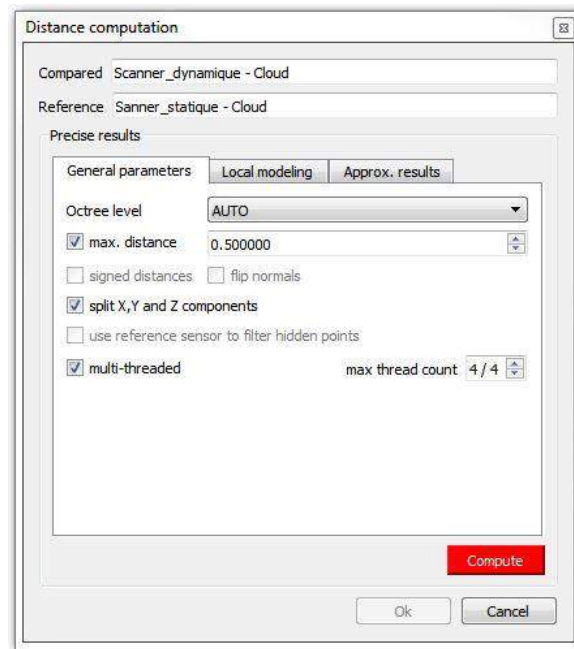 Distance computation
Compared Scanner_dynamique - Cloud
Reference Sanner_statique - Cloud
Precise results
General parameters Local modeling Approx. results
Octree level AUTO
max. distance 0.500000
signed distances flip normals
split X,Y and Z components
use reference sensor to filter hidden points
multi-threaded max thread count 4 / 4
Compute
Ok Cancel